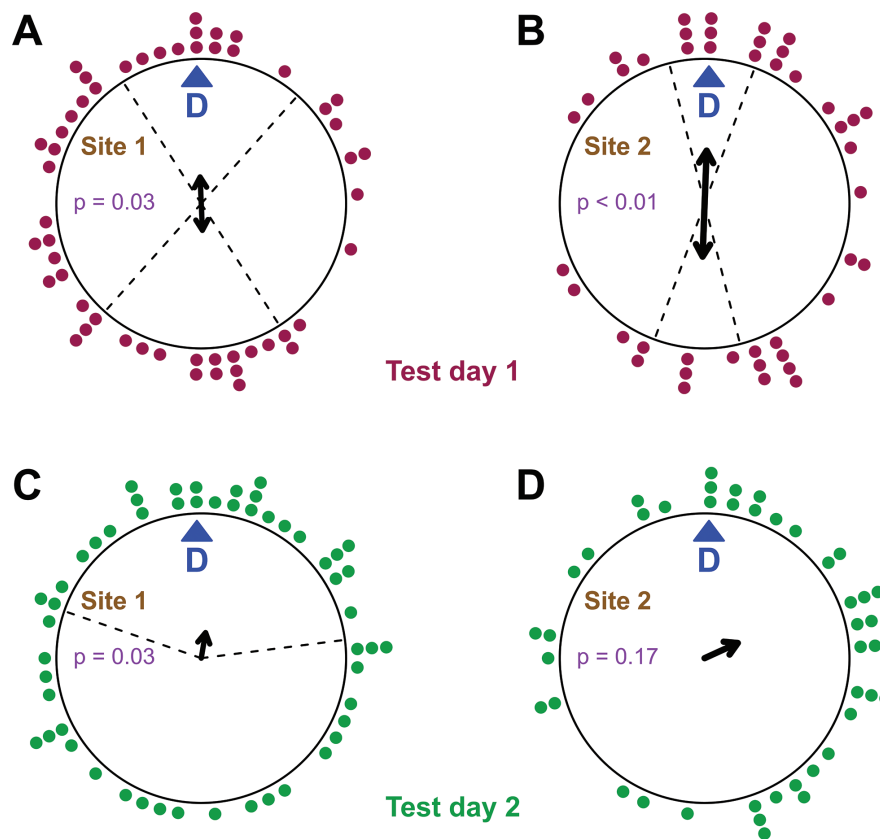 A
B
D
D
Site 1
Site 2
p = 0.03
p < 0.01
Test day 1
C
D
D
D
Site 1
Site 2
p = 0.03
p = 0.17
Test day 2